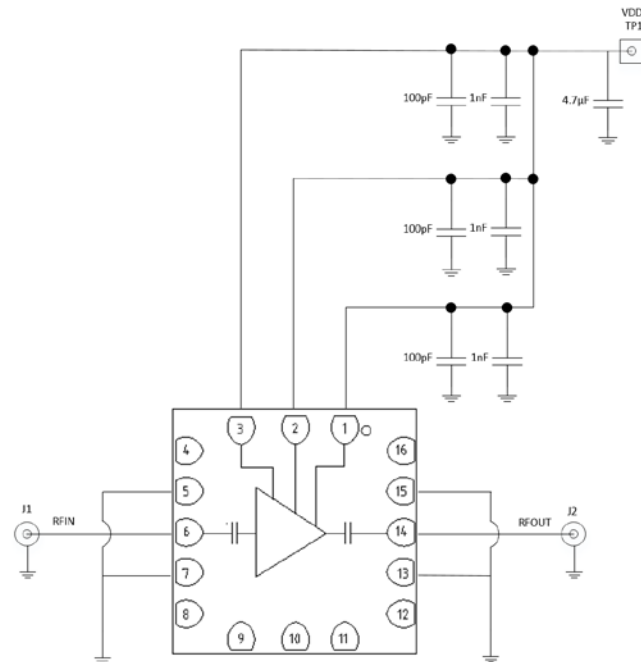 VDD
TP1
100pF
1nF
4.7µF
100pF
1nF
100pF
1nF
3
2
1
4
16
5
15
J1
RFIN
6
14
RFOUT
J2
7
13
8
12
9
10
11